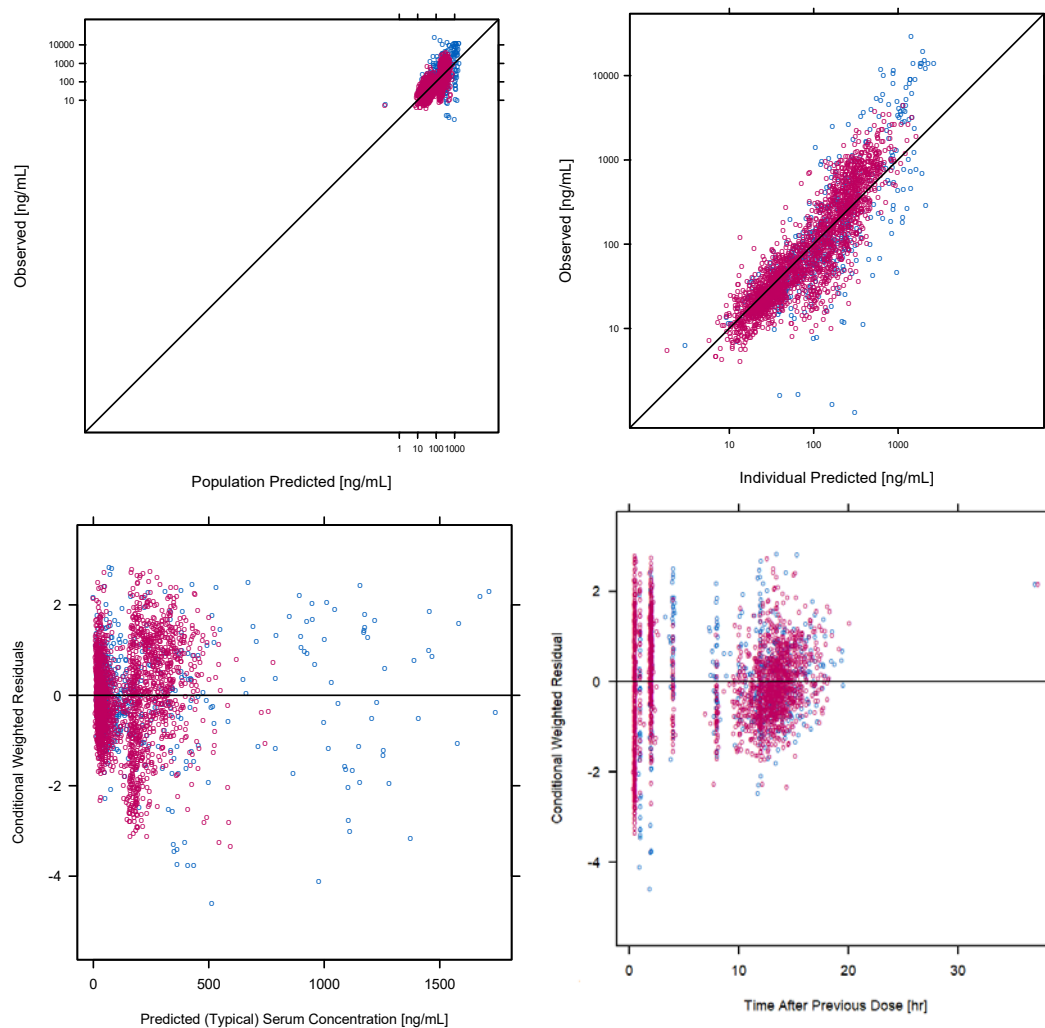 10000
1000
100
10
Observed [ng/mL]
1 10 100 1000
Population Predicted [ng/mL]
10000
1000
100
10
Observed [ng/mL]
10 100 1000
Individual Predicted [ng/mL]
2
0
-2
-4
Conditional Weighted Residuals
0 500 1000 1500
Predicted (Typical) Serum Concentration [ng/mL]
2
0
-2
-4
Conditional Weighted Residual
0 10 20 30
Time After Previous Dose [hr]